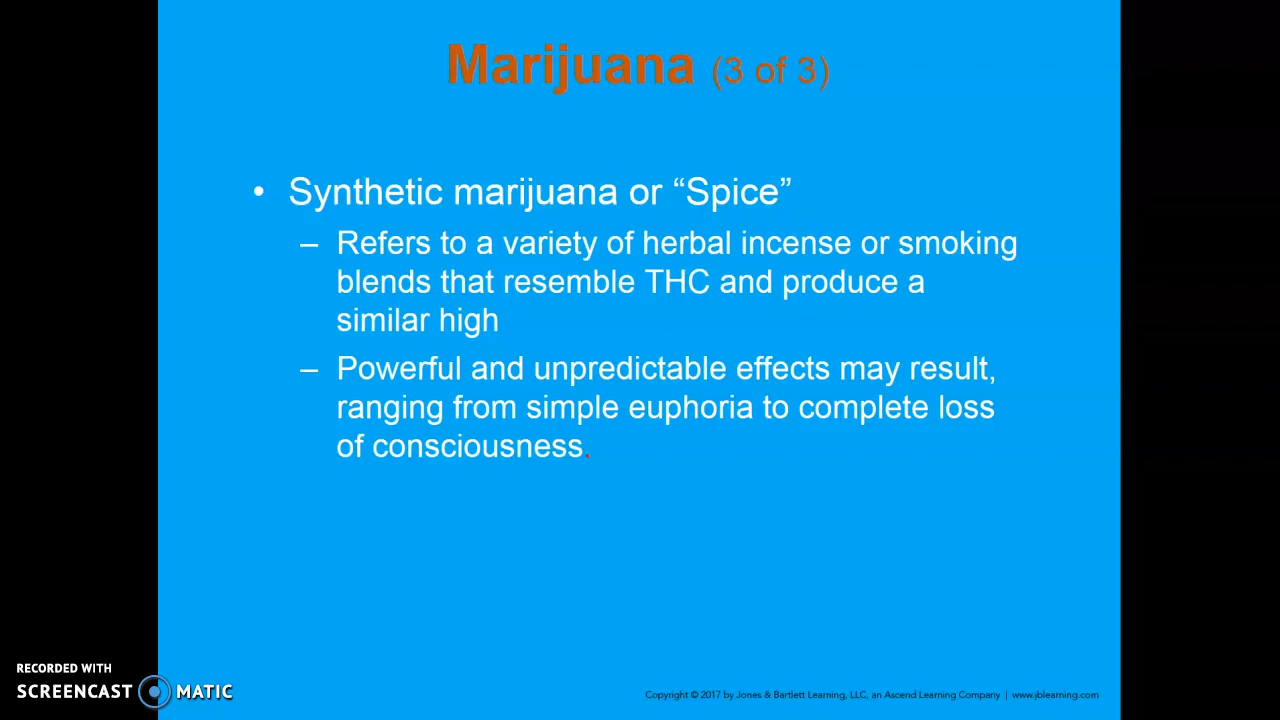 Marijuana (3 of 3)
• Synthetic marijuana or “Spice”
– Refers to a variety of herbal incense or smoking
blends that resemble THC and produce a
similar high
– Powerful and unpredictable effects may result,
ranging from simple euphoria to complete loss
of consciousness.
RECORDED WITH
SCREENCAST MATIC
Copyright © 2017 by Jones & Bartlett Learning, LLC, an Ascend Learning Company | www.jblearning.com